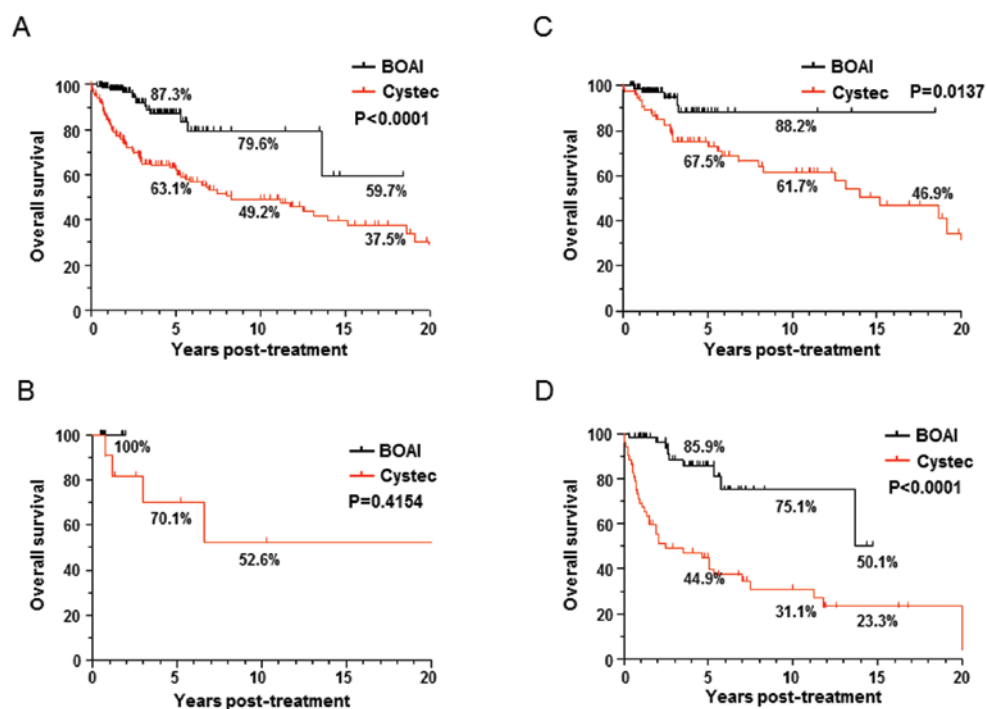 A
Overall survival
100
80
60
40
20
0
BOAI
Cystec
P<0.0001
87.3%
79.6%
59.7%
63.1%
49.2%
37.5%
0 5 10 15 20
Years post-treatment
C
Overall survival
100
80
60
40
20
0
BOAI
Cystec
P=0.0137
88.2%
67.5%
61.7%
46.9%
0 5 10 15 20
Years post-treatment
B
Overall survival
100
80
60
40
20
0
BOAI
Cystec
P=0.4154
100%
70.1%
52.6%
0 5 10 15 20
Years post-treatment
D
Overall survival
100
80
60
40
20
0
BOAI
Cystec
P<0.0001
85.9%
75.1%
50.1%
44.9%
31.1%
23.3%
0 5 10 15 20
Years post-treatment